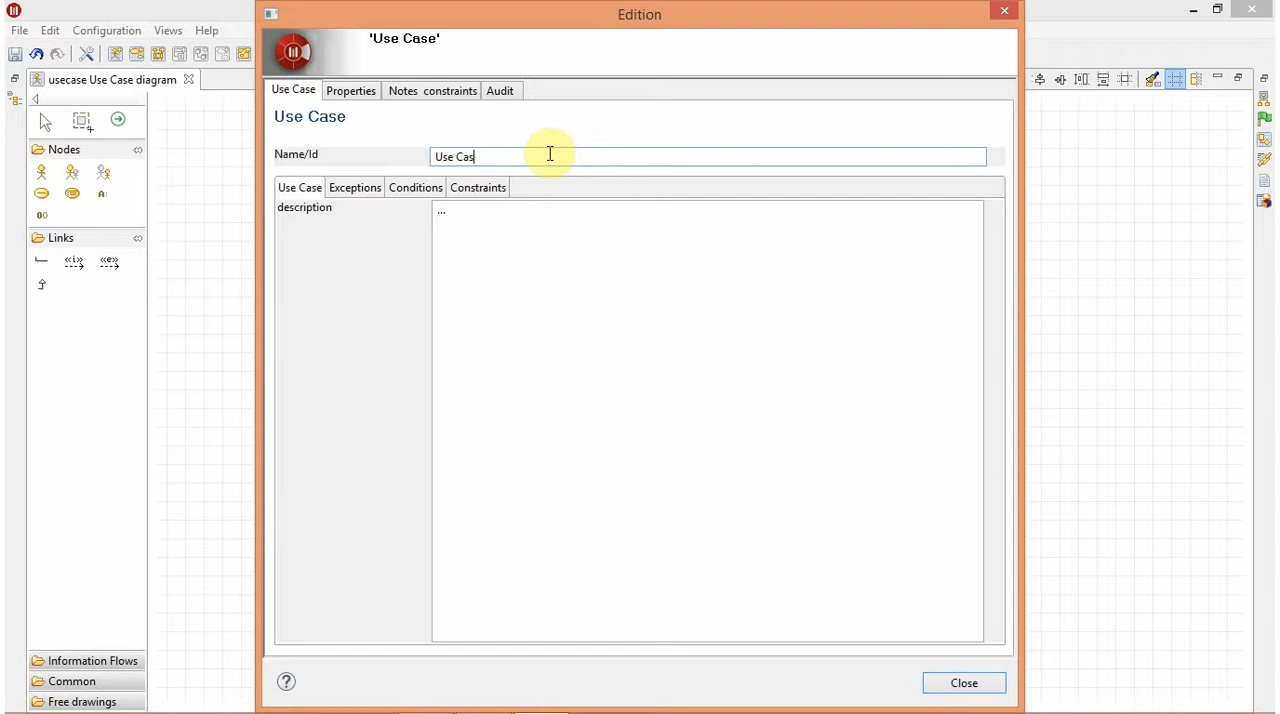 Edition
'Use Case'
File Edit Configuration Views Help
usecase Use Case diagram
Use Case Properties Notes constraints Audit
Use Case
Name/Id
Use Cas
Nodes
Use Case Exceptions Conditions Constraints
description
...
A:
Links
«i» «e»
Information Flows
Common
Free drawings
Close